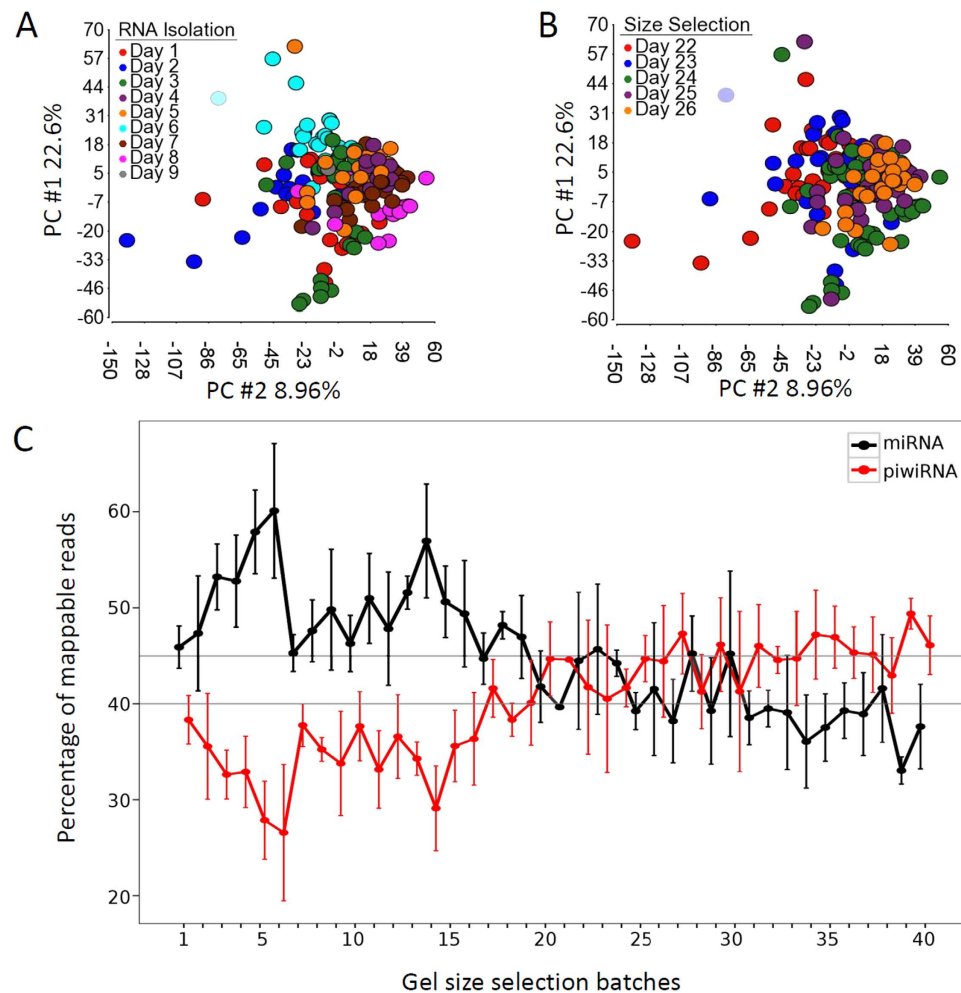 A
RNA Isolation
Day 1
Day 2
Day 3
Day 4
Day 5
Day 6
Day 7
Day 8
Day 9
PC #1 22.6%
70
57
44
31
18
5
-7
-20
-33
-46
-60
-150
-128
-107
-86
-45
-23
-2
18
39
60
PC #2 8.96%
B
Size Selection
Day 22
Day 23
Day 24
Day 25
Day 26
PC #1 22.6%
70
57
44
31
18
5
-7
-20
-33
-46
-60
-150
-128
-107
-86
-45
-23
-2
18
39
60
PC #2 8.96%
C
miRNA
piwiRNA
Percentage of mappable reads
60
50
40
30
20
1
5
10
15
20
25
30
35
40
Gel size selection batches